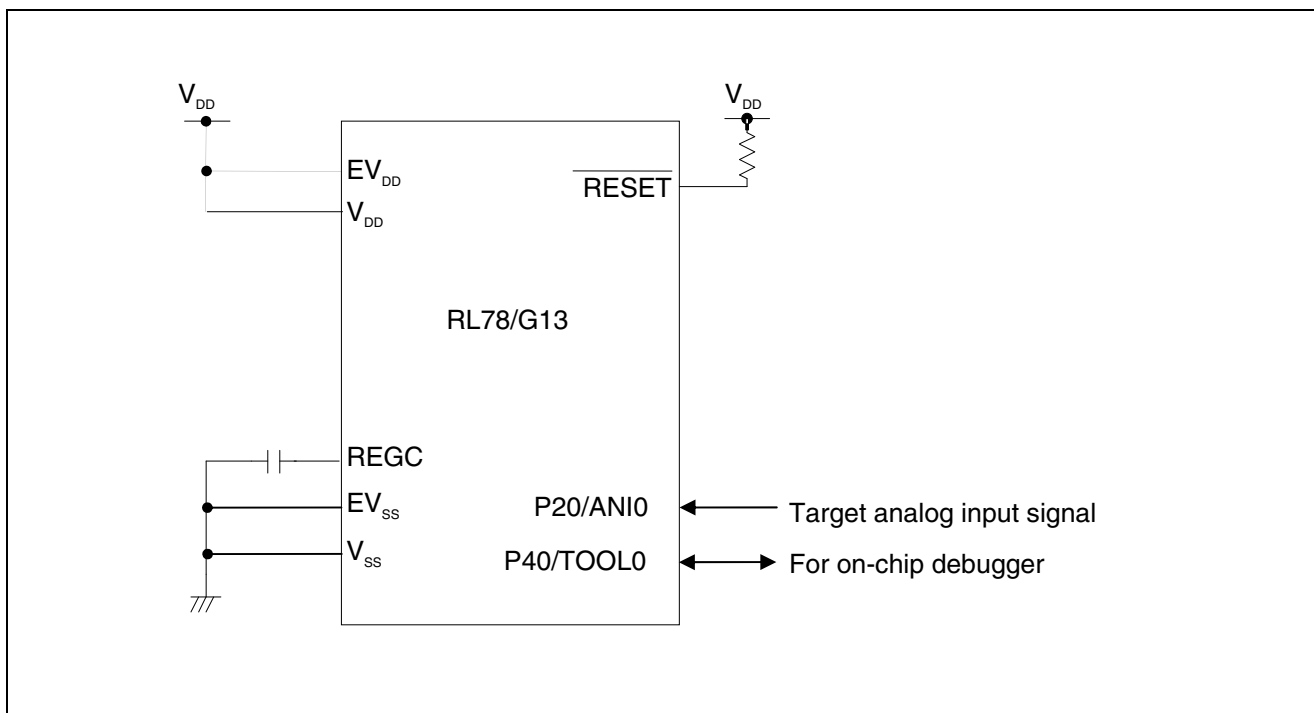 V_DD
V_DD
EV_DD
RESET
V_DD
RL78/G13
REGC
EV_SS
P20/ANI0
Target analog input signal
V_SS
P40/TOOL0
For on-chip debugger